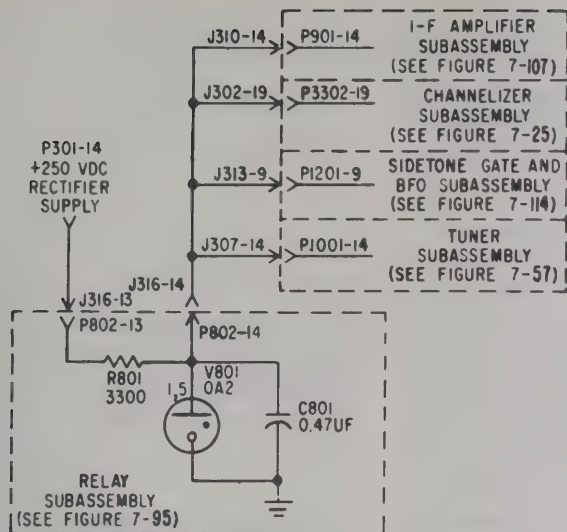 J310-14
P901-14
I-F AMPLIFIER
SUBASSEMBLY
(SEE FIGURE 7-107)
J302-19
P3302-19
CHANNELIZER
SUBASSEMBLY
(SEE FIGURE 7-25)
P301-14
+250 VDC
RECTIFIER
SUPPLY
J313-9
P1201-9
SIDETONE GATE AND
BFO SUBASSEMBLY
(SEE FIGURE 7-114)
J307-14
P1001-14
TUNER
SUBASSEMBLY
(SEE FIGURE 7-57)
J316-13
J316-14
P802-13
P802-14
R801
3300
V801
OA2
1,5
C801
0.47UF
RELAY
SUBASSEMBLY
(SEE FIGURE 7-95)